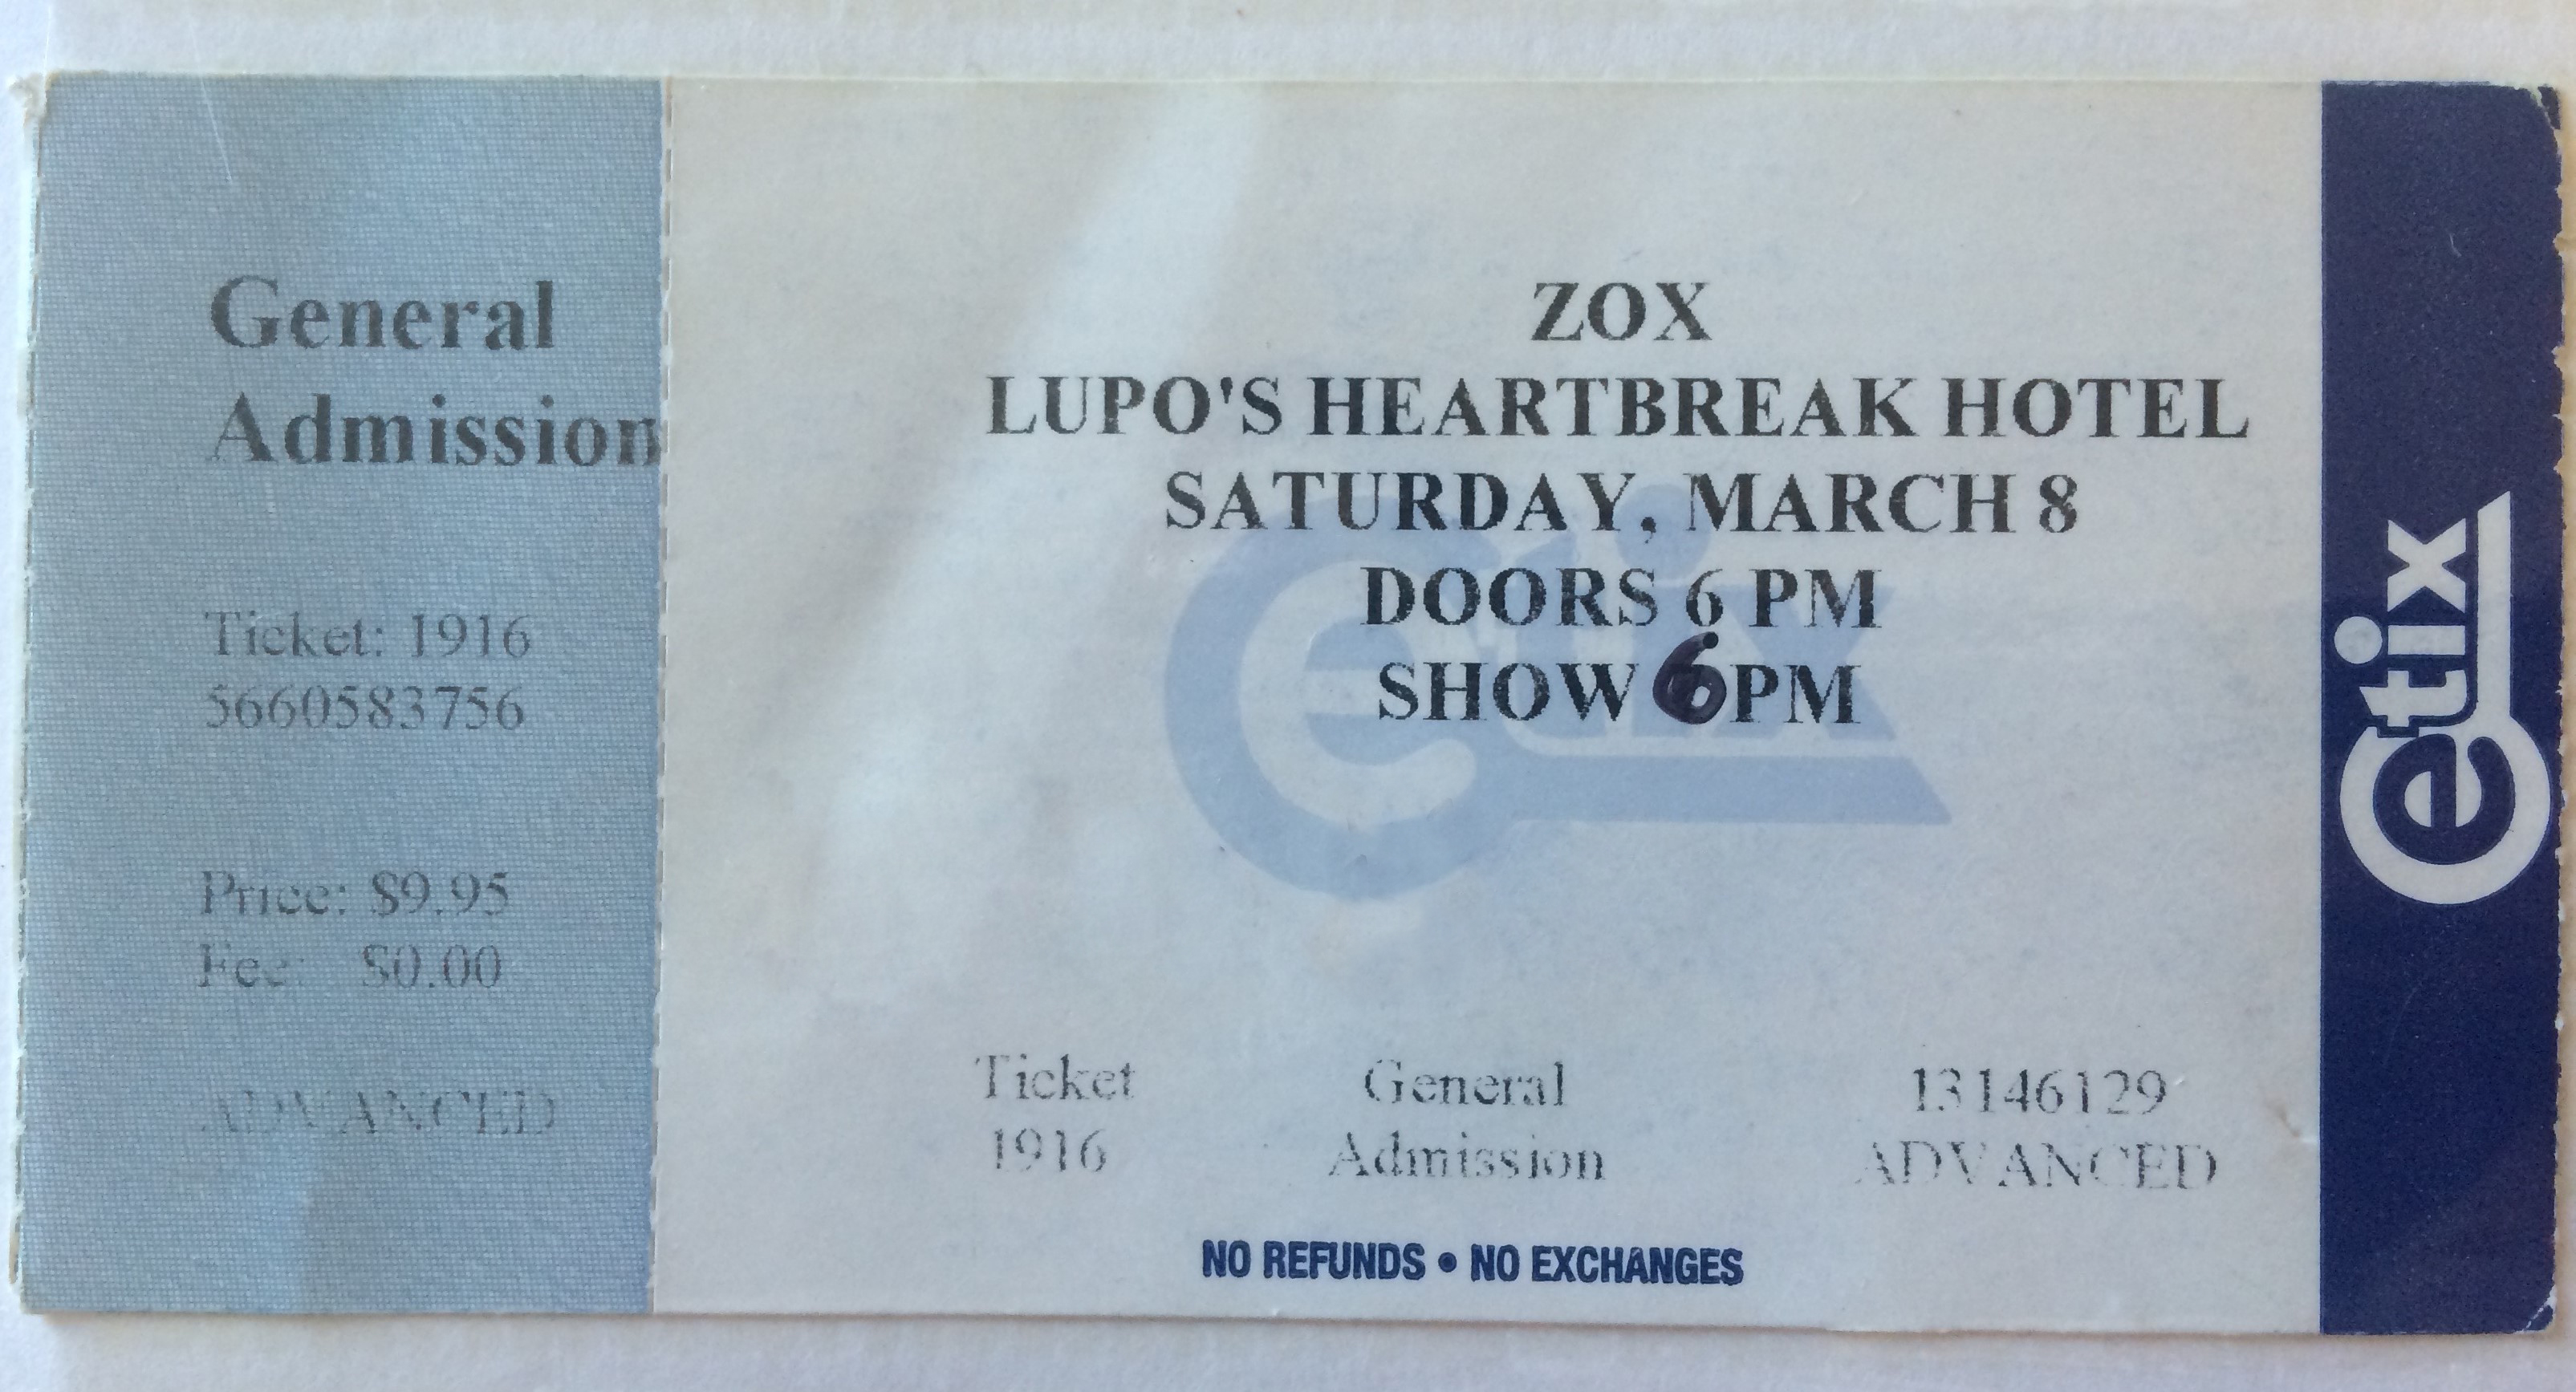 General
Admission
Ticket: 1916
5660583756
Price: $9.95
Fee: $0.00
ADVANCED
ZOX
LUPO'S HEARTBREAK HOTEL
SATURDAY, MARCH 8
DOORS 6 PM
SHOW 6 PM
etix
Ticket
1916
General
Admission
13146129
ADVANCED
NO REFUNDS • NO EXCHANGES
etix